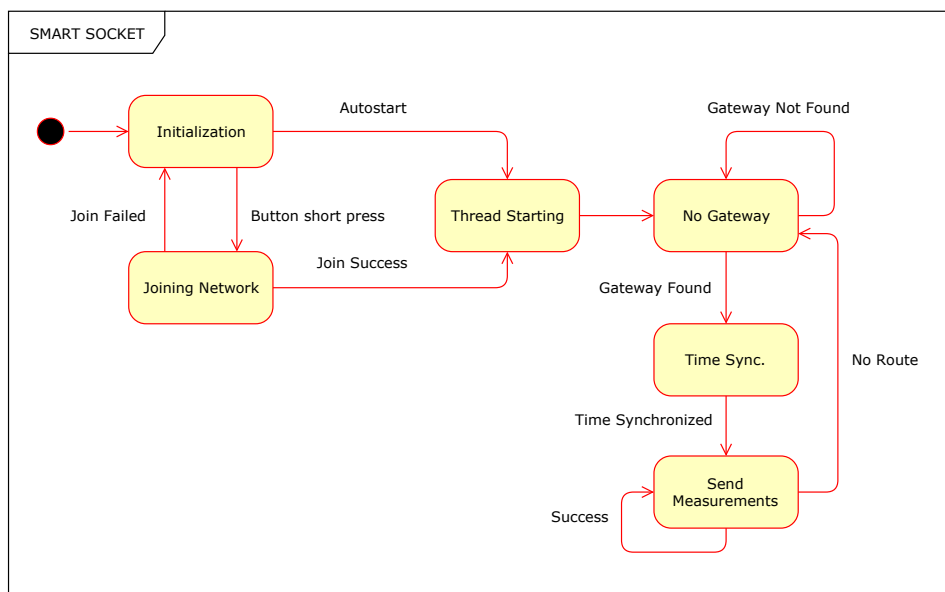 SMART SOCKET
Autostart
Gateway Not Found
Initialization
Join Failed
Button short press
Thread Starting
No Gateway
Join Success
Joining Network
Gateway Found
Time Sync.
No Route
Time Synchronized
Send
Measurements
Success